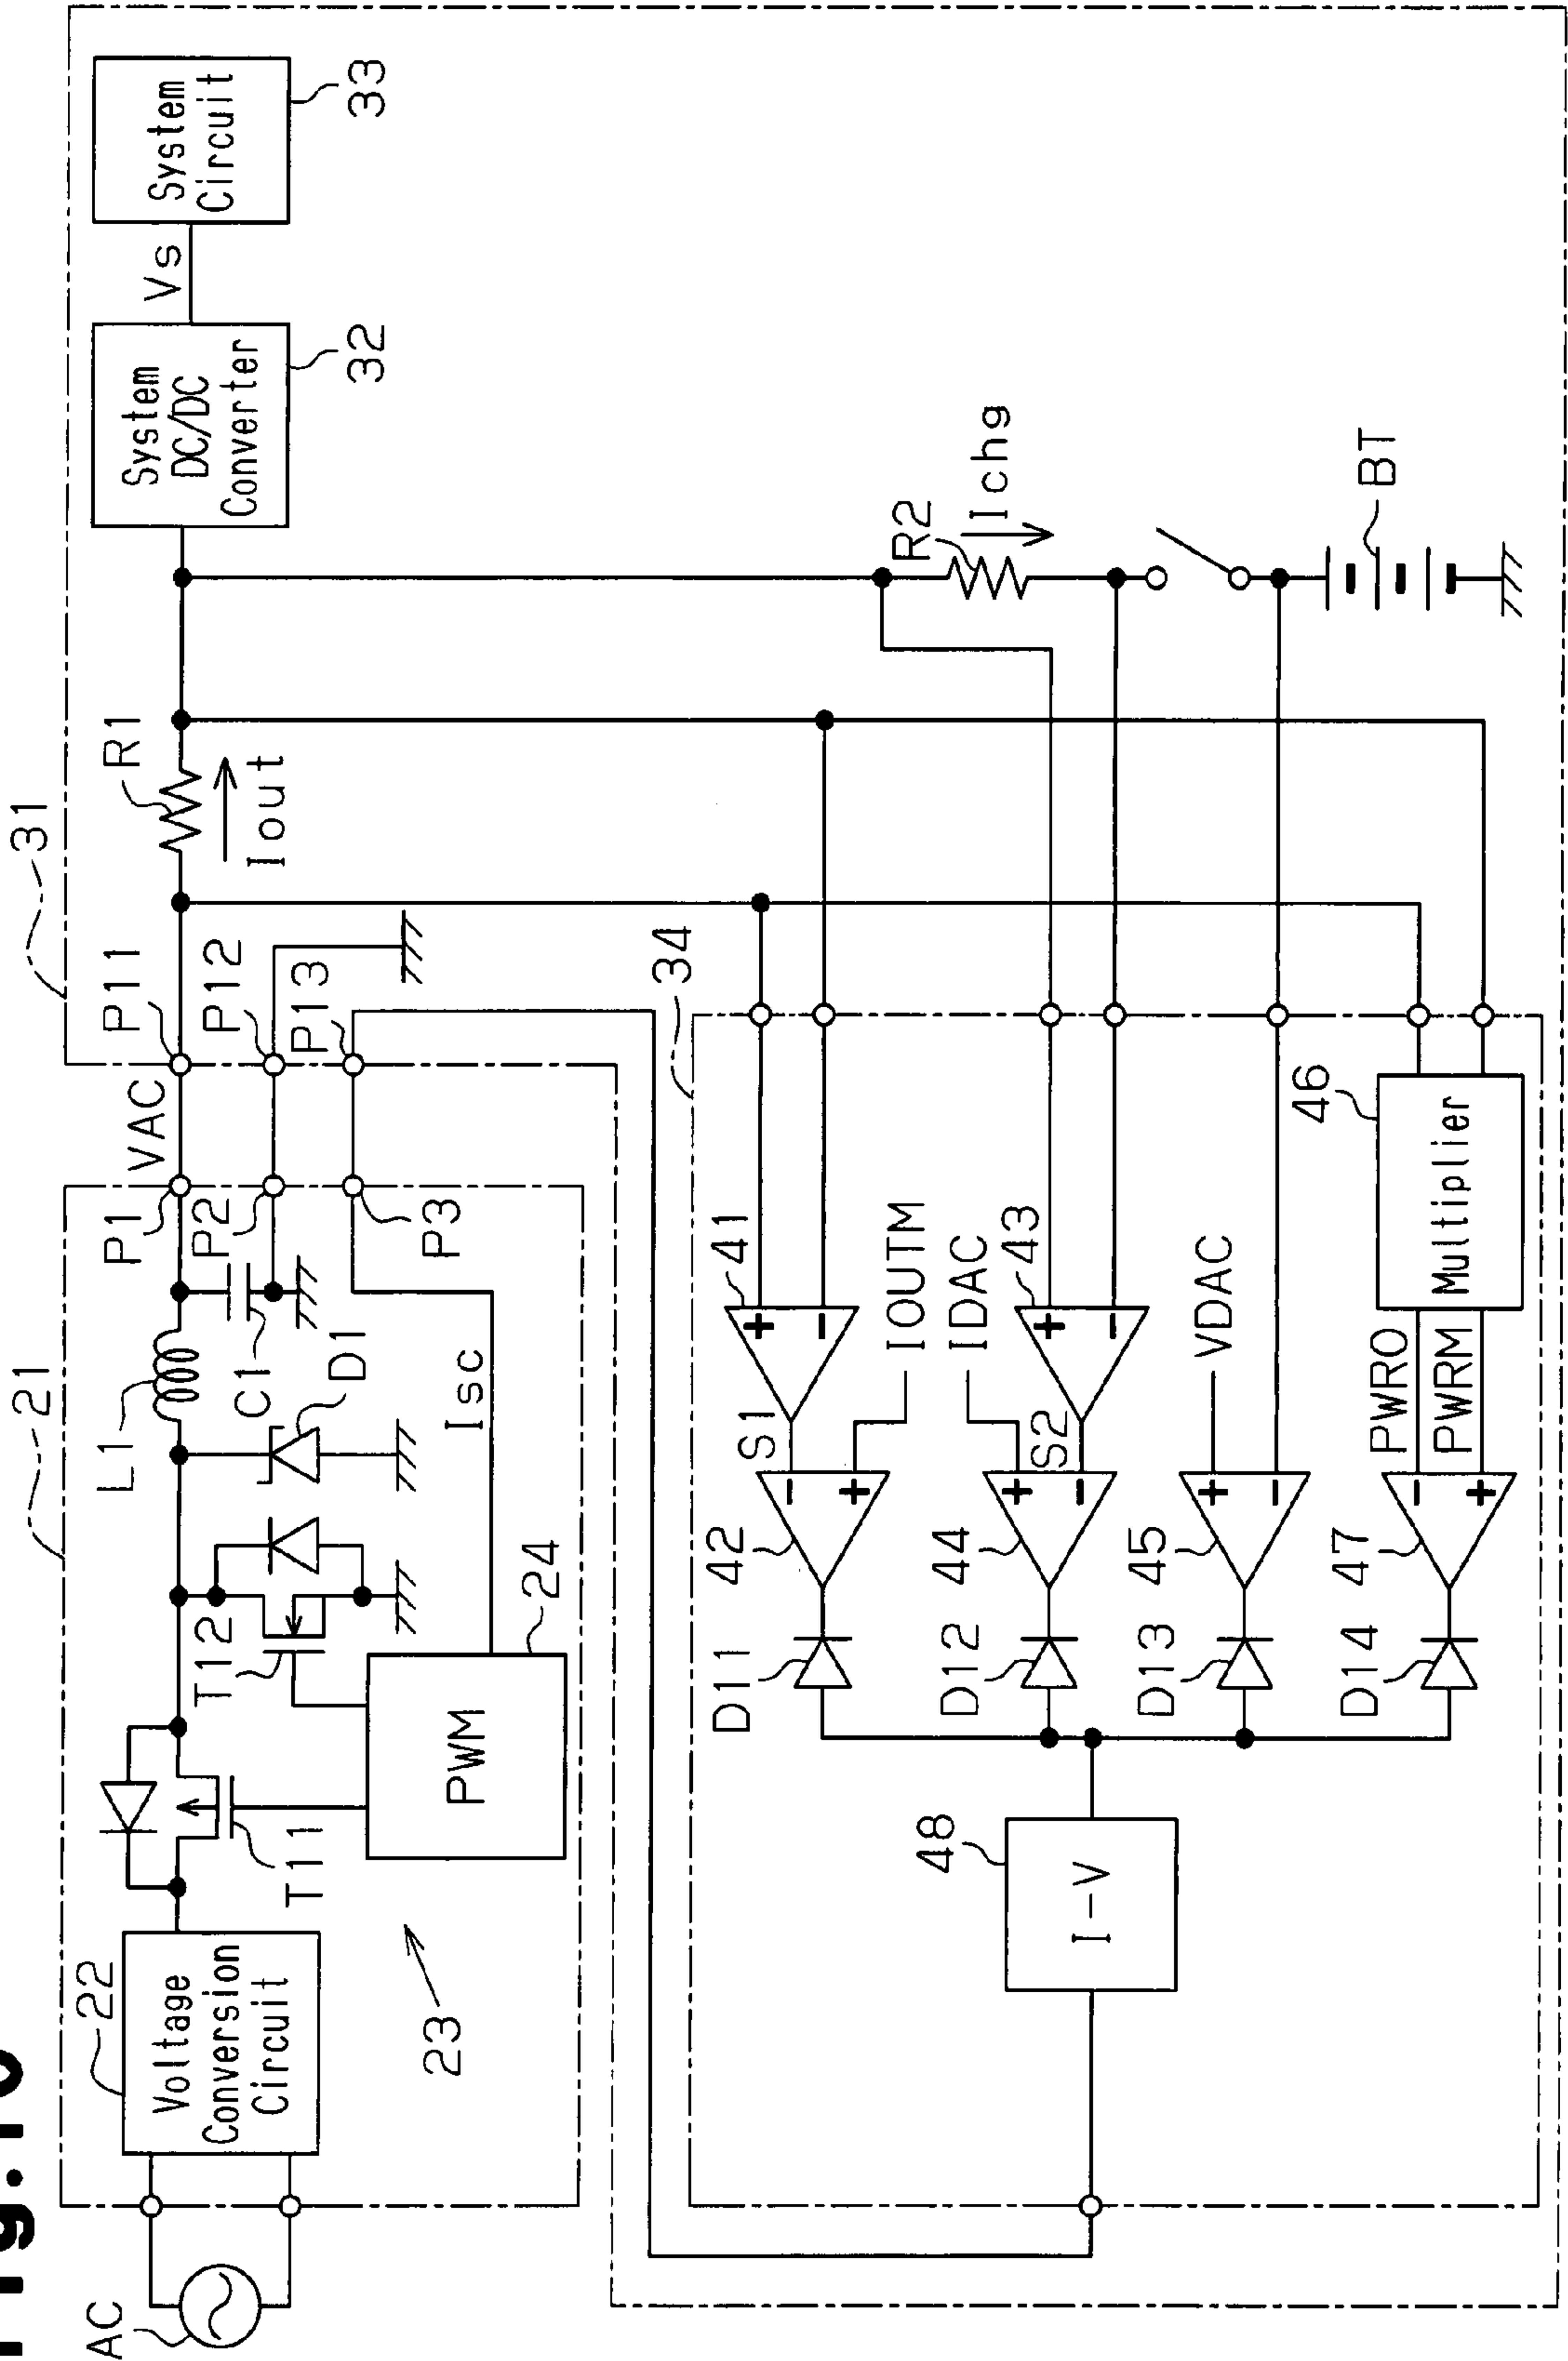 21
31
22
Voltage
Conversion
Circuit
AC
T11
T12
L1
D1
C1
P1
P2
P3
VAC
P11
P12
P13
R1
Iout
System
DC/DC
Converter
32
Vs
System
Circuit
33
23
PWM
24
Isc
34
R2
Ichg
BT
41
S1
42
D11
IOUTM
IDAC
43
S2
44
D12
VDAC
45
D13
46
Multiplier
PWRO
PWRM
47
D14
48
I-V